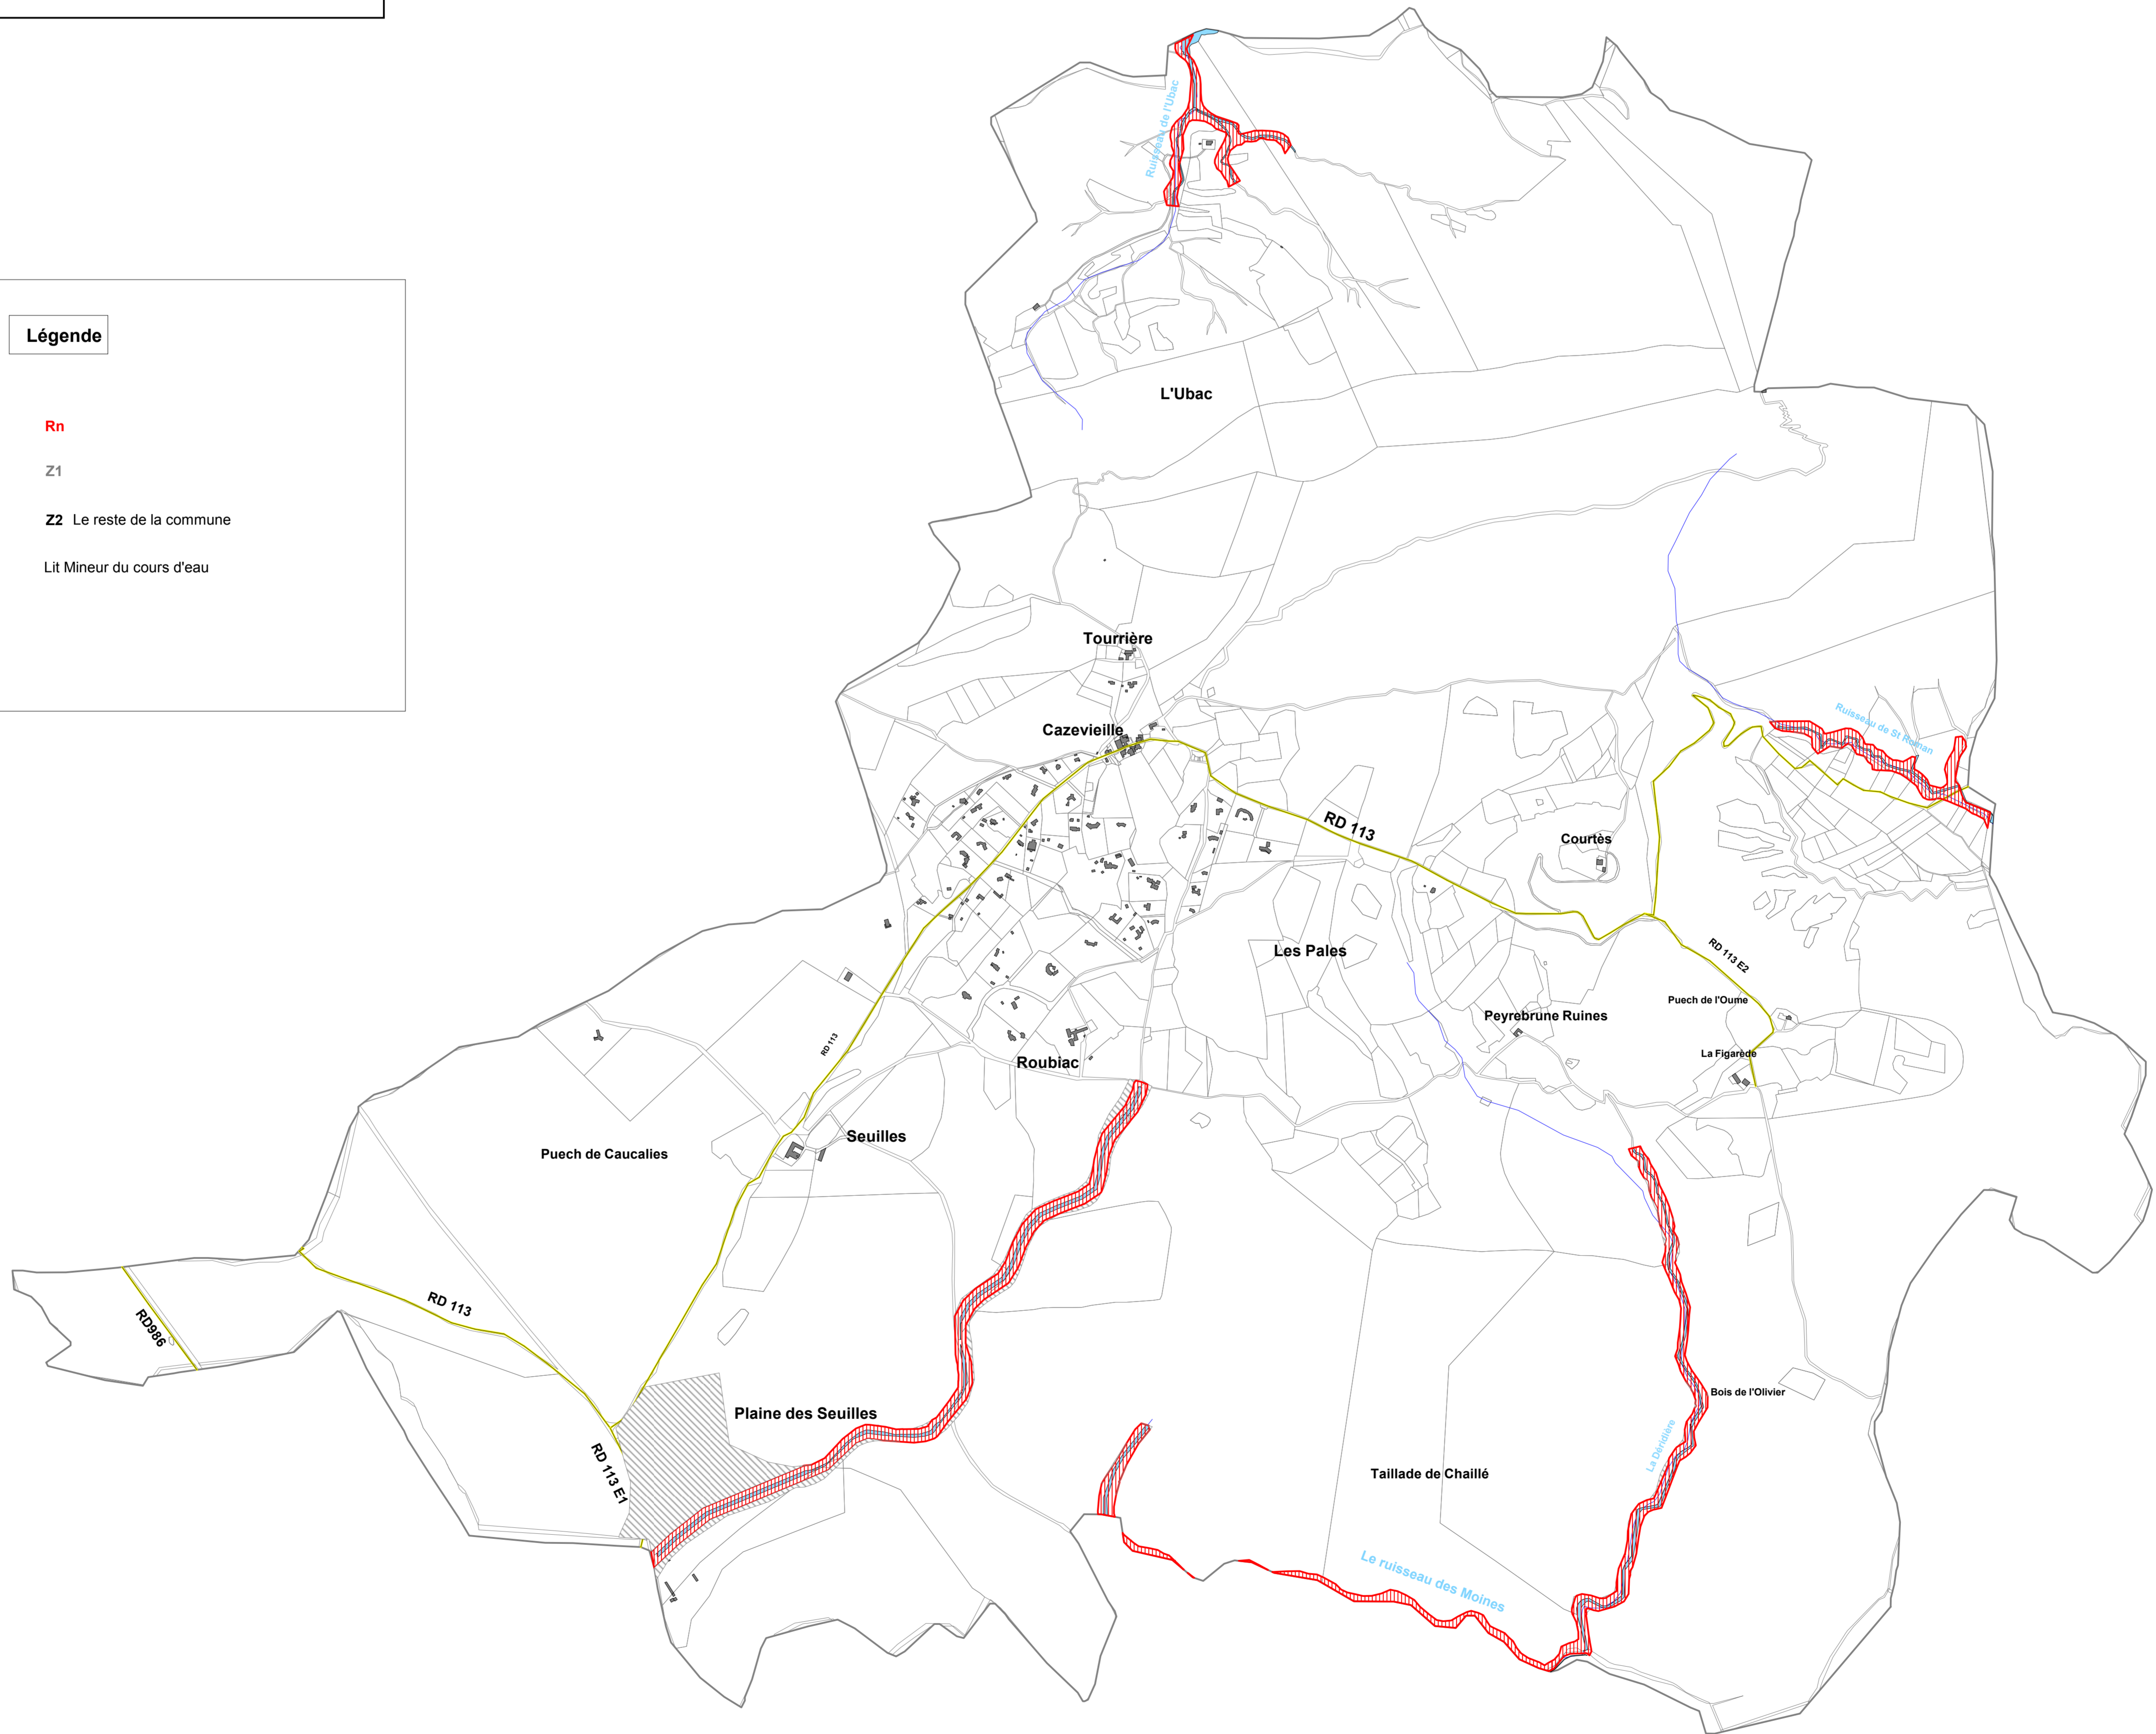 Légende
Rn
Z1
Z2 Le reste de la commune
Lit Mineur du cours d'eau
Ruisseau de l'Ubac
L'Ubac
Tourrière
Cazevieille
Ruisseau de St Roman
RD 113
Courtès
Les Pales
RD 113 E2
Puech de l'Oume
Peyrebrune Ruines
RD 113
La Figarède
Roubiac
Seuilles
Puech de Caucalies
RD 113
RD986
Bois de l'Olivier
Plaine des Seuilles
La Déridière
RD 113 E1
Taillade de Chaillé
Le ruisseau des Moines